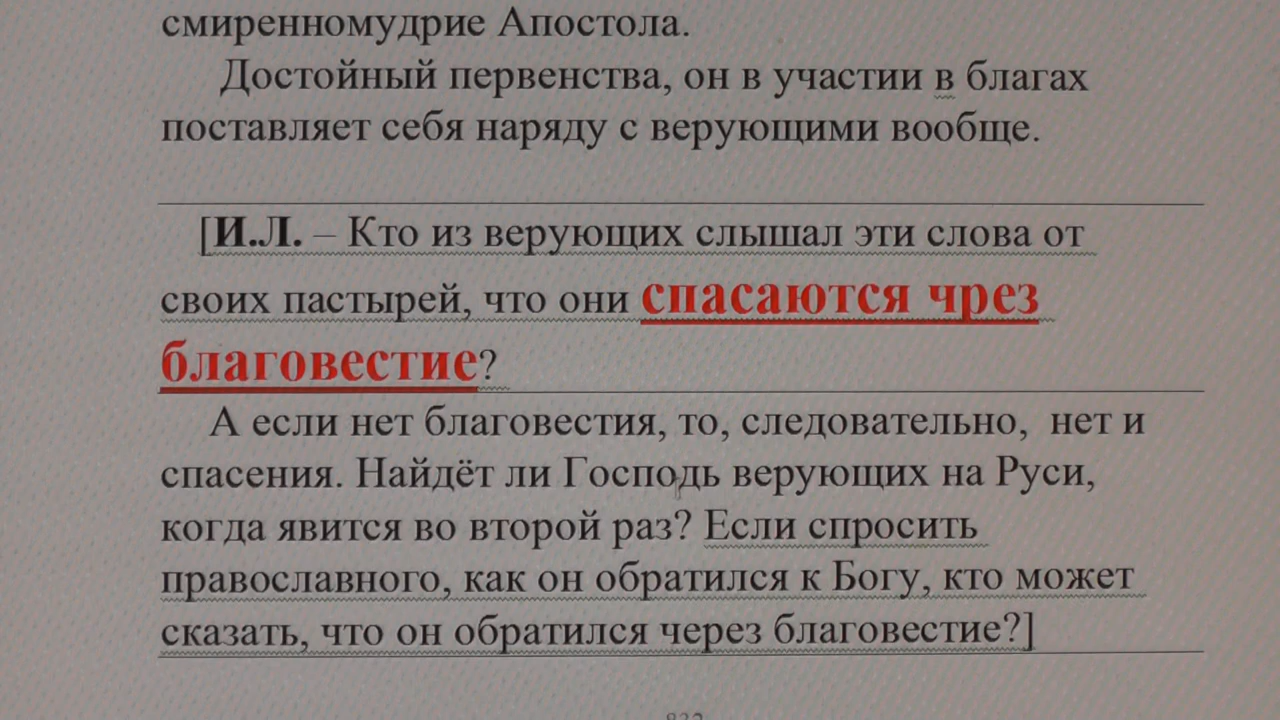 смиренномудрие Апостола.
Достойный первенства, он в участии в благах
поставляет себя наряду с верующими вообще.
[И.Л. – Кто из верующих слышал эти слова от
своих пастырей, что они спасаются чрез
благовестие?
А если нет благовестия, то, следовательно,  нет и
спасения. Найдёт ли Господь верующих на Руси,
когда явится во второй раз? Если спросить
православного, как он обратился к Богу, кто может
сказать, что он обратился через благовестие?]